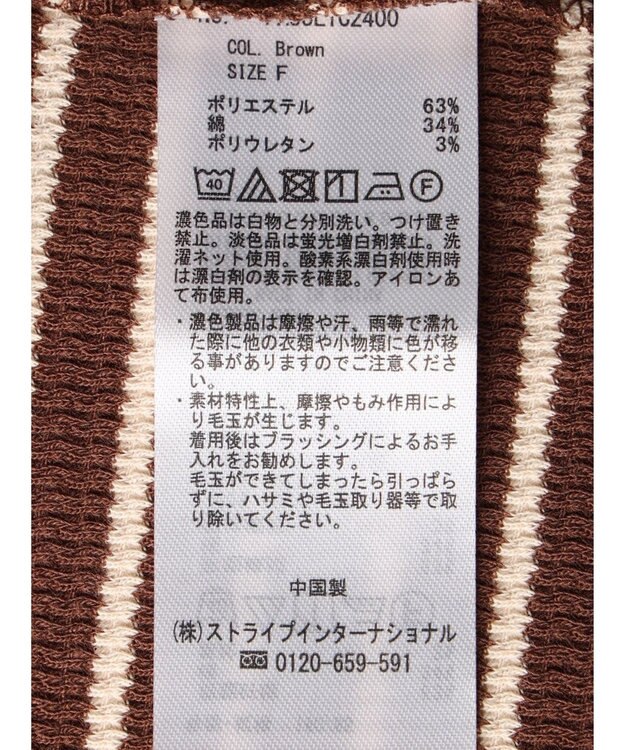 COL. Brown
SIZE F
ポリエステル 63%
綿 34%
ポリウレタン 3%
40 F
濃色品は白物と分別洗い。つけ置き
禁止。淡色品は蛍光増白剤禁止。洗
濯ネット使用。酸素系漂白剤使用時
は漂白剤の表示を確認。アイロンあ
て布使用。
・濃色製品は摩擦や汗、雨等で濡れ
た際に他の衣類や小物類に色が移
る事がありますのでご注意くださ
い。
・素材特性上、摩擦やもみ作用によ
り毛玉が生じます。
着用後はブラッシングによるお手
入れをお勧めします。
毛玉ができてしまったら引っぱら
ずに、ハサミや毛玉取り器等で取
り除いてください。
中国製
(株)ストライプインターナショナル
0120-659-591